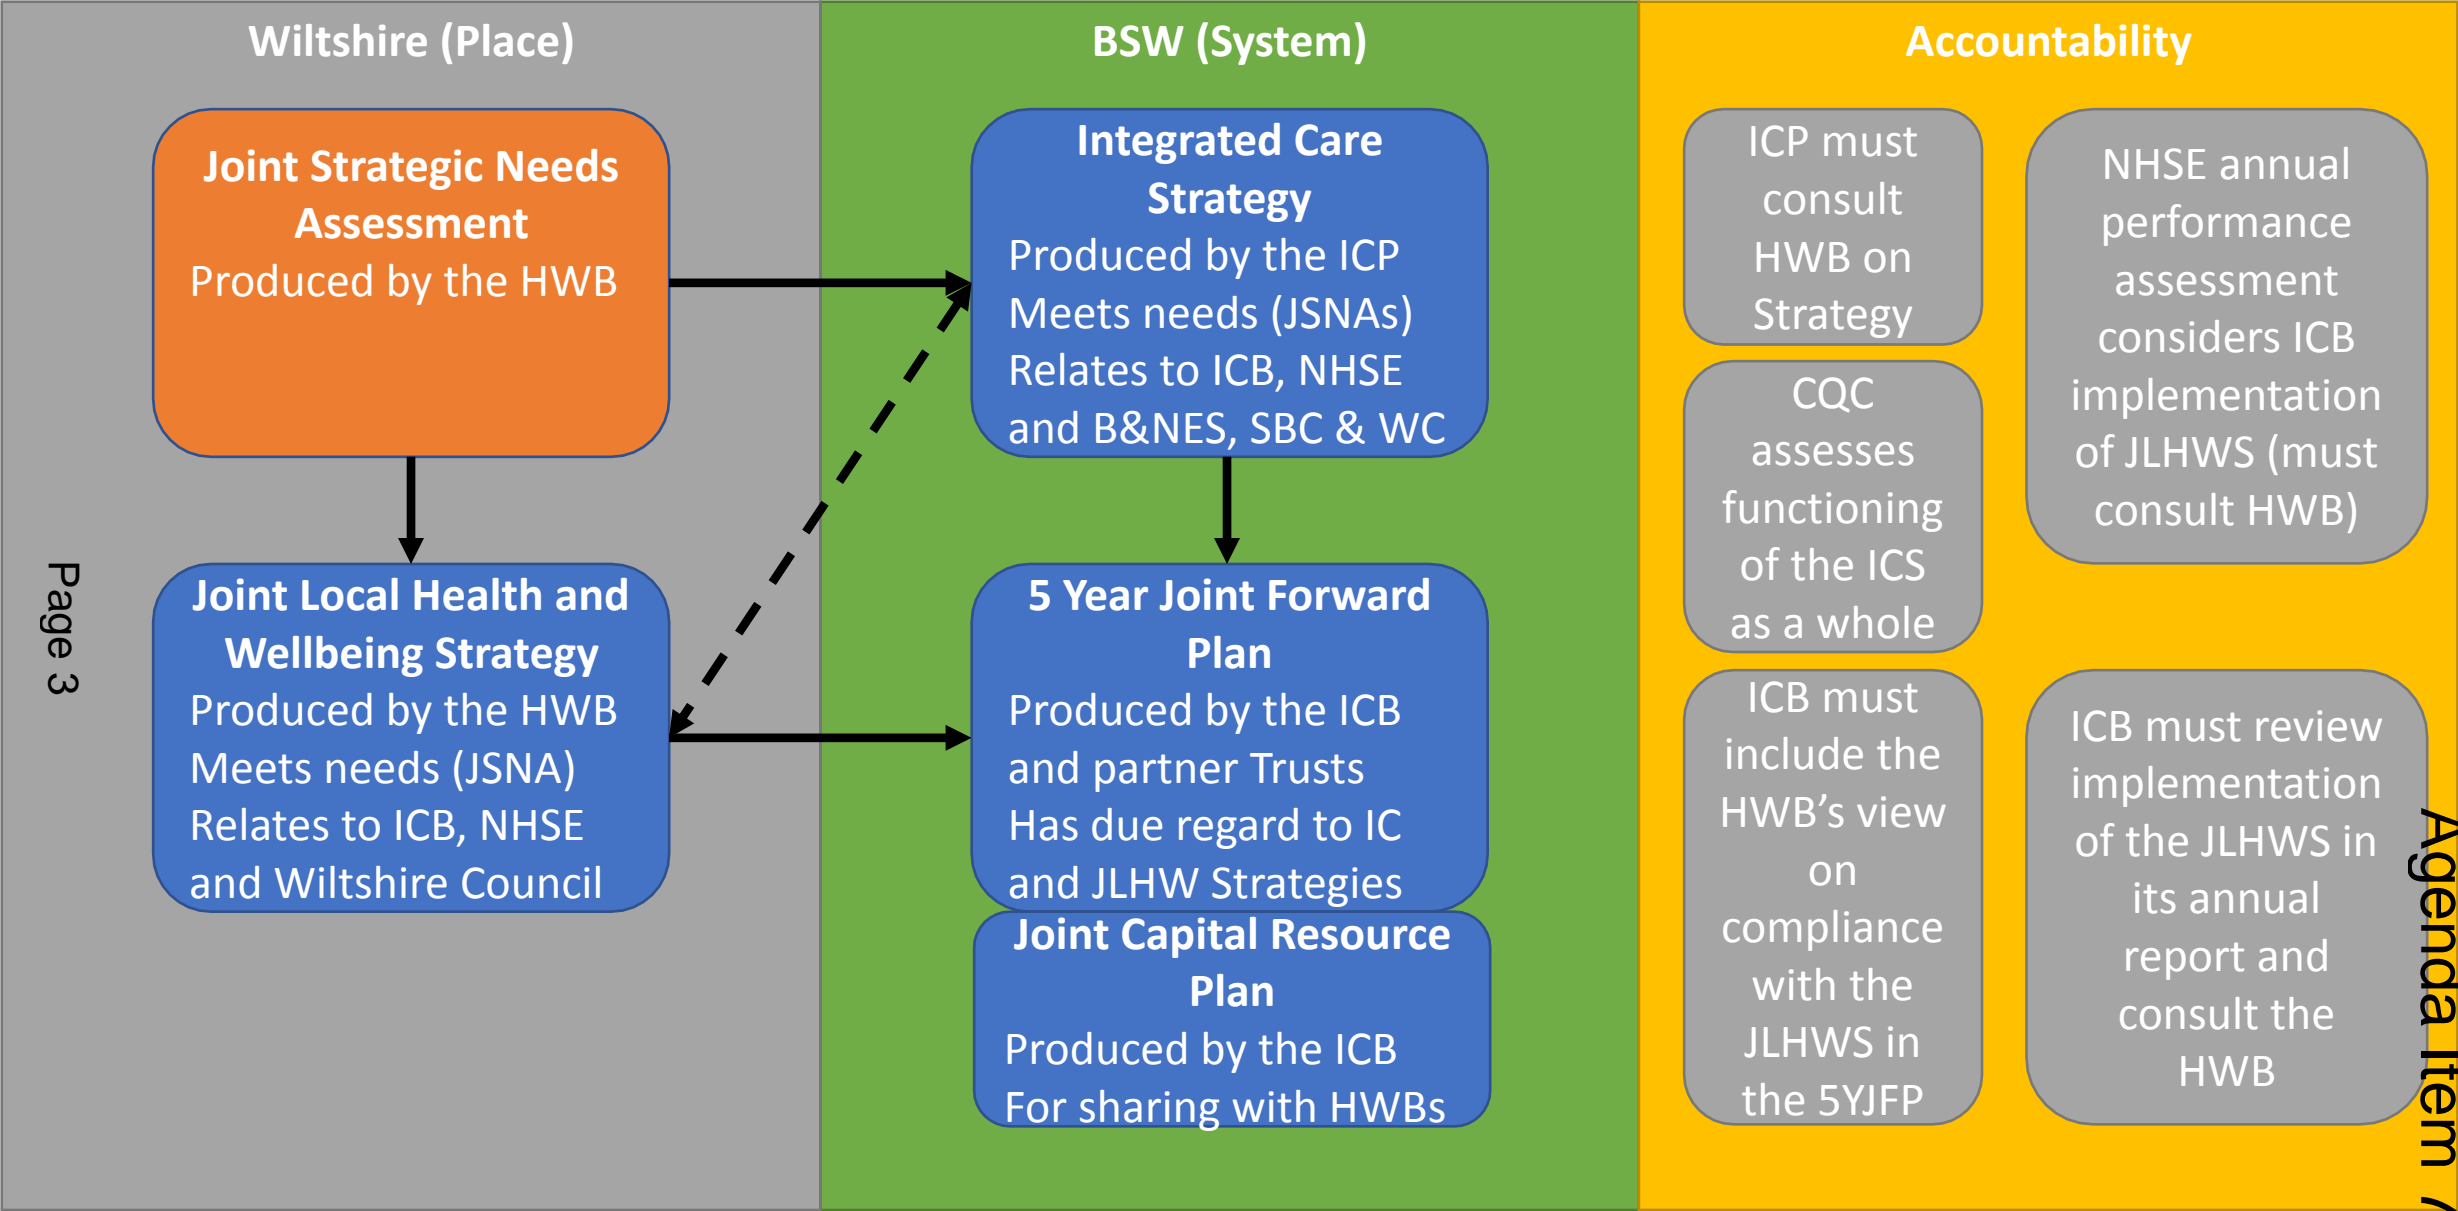 Wiltshire (Place)
Joint Strategic Needs
Assessment
Produced by the HWB
Joint Local Health and
Wellbeing Strategy
Produced by the HWB
Meets needs (JSNA)
Relates to ICB, NHSE
and Wiltshire Council
Page 3
BSW (System)
Integrated Care
Strategy
Produced by the ICP
Meets needs (JSNAs)
Relates to ICB, NHSE
and B&NES, SBC & WC
5 Year Joint Forward
Plan
Produced by the ICB
and partner Trusts
Has due regard to IC
and JLHW Strategies
Joint Capital Resource
Plan
Produced by the ICB
For sharing with HWBs
Accountability
ICP must
consult
HWB on
Strategy
CQC
assesses
functioning
of the ICS
as a whole
ICB must
include the
HWB’s view
on
compliance
with the
JLHWS in
the 5YJFP
NHSE annual
performance
assessment
considers ICB
implementation
of JLHWS (must
consult HWB)
ICB must review
implementation
of the JLHWS in
its annual
report and
consult the
HWB
Agenda Item